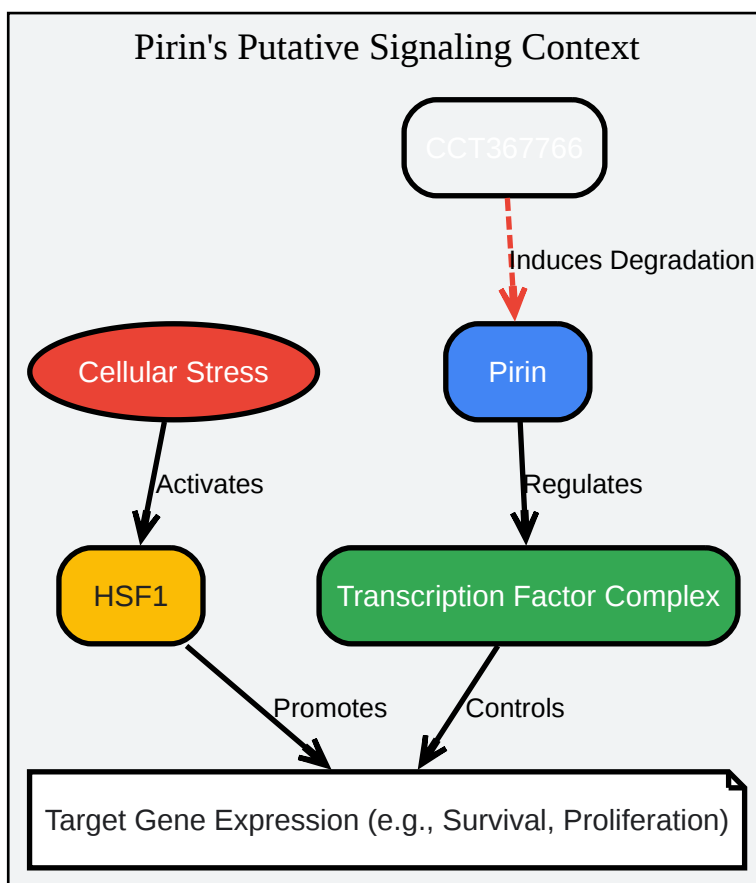 Pirin's Putative Signaling Context
CCT367766
Induces Degradation
Cellular Stress
Pirin
Activates
Regulates
HSF1
Transcription Factor Complex
Promotes
Controls
Target Gene Expression (e.g., Survival, Proliferation)